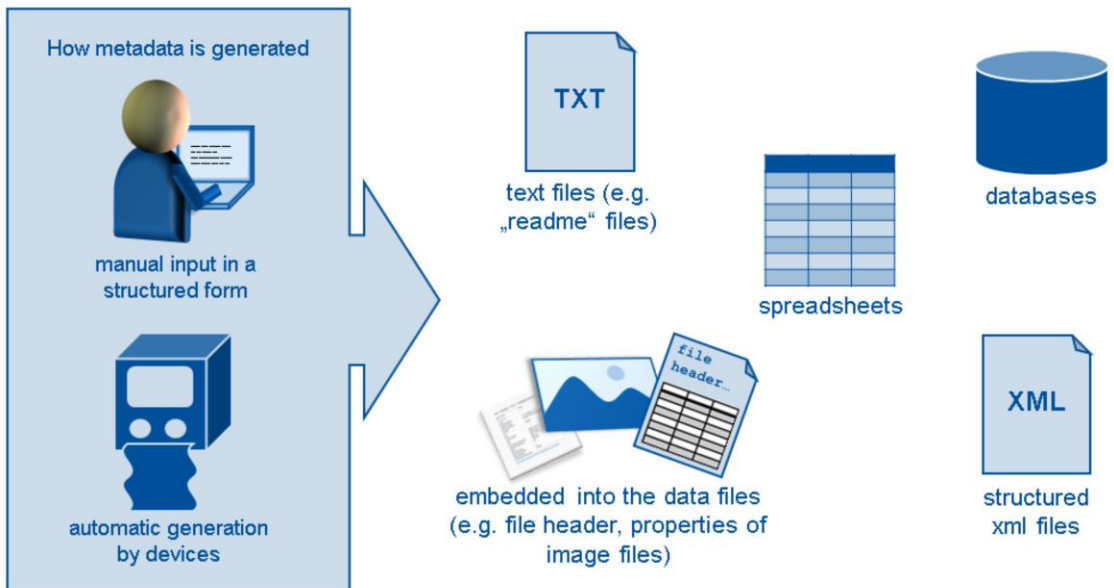 How metadata is generated
manual input in a
structured form
automatic generation
by devices
TXT
text files (e.g.
„readme“ files)
spreadsheets
databases
file
header…
embedded into the data files
(e.g. file header, properties of
image files)
XML
structured
xml files